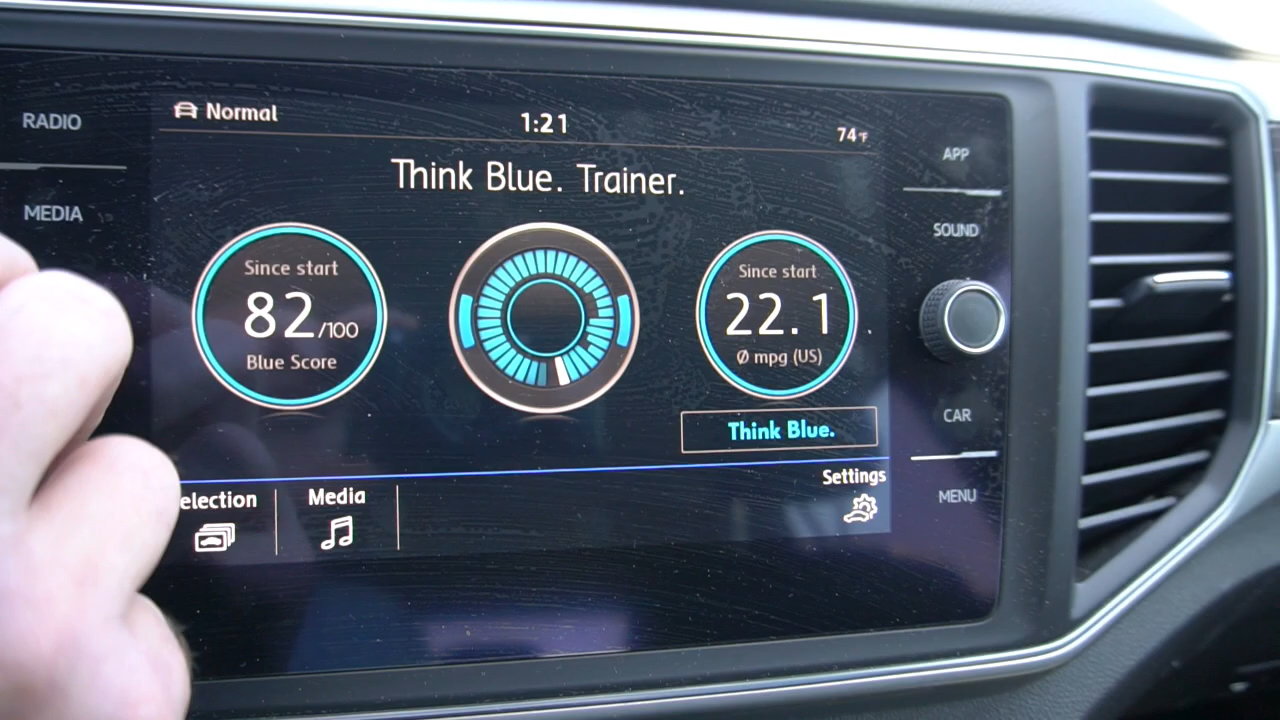 RADIO
MEDIA
Normal
1:21
74°F
Think Blue. Trainer.
Since start
82/100
Blue Score
Since start
22.1
Ø mpg (US)
Think Blue.
election
Media
Settings
APP
SOUND
CAR
MENU